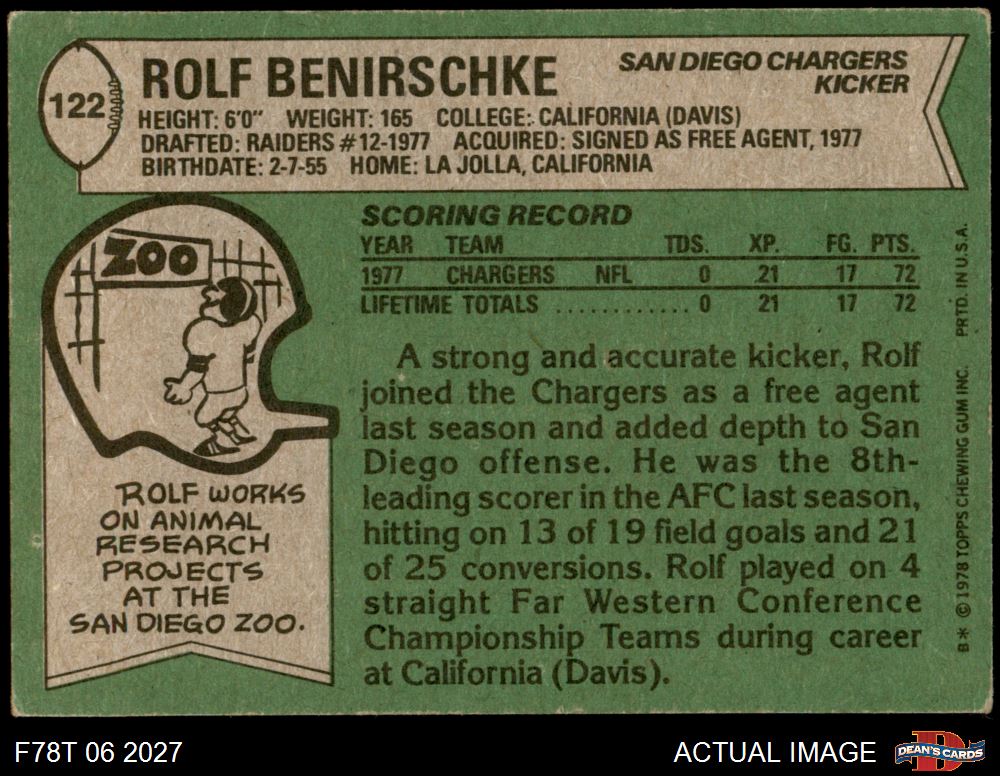 122
ROLF BENIRSCHKE
SAN DIEGO CHARGERS
KICKER
HEIGHT: 6'0" WEIGHT: 165 COLLEGE: CALIFORNIA (DAVIS)
DRAFTED: RAIDERS #12-1977 ACQUIRED: SIGNED AS FREE AGENT, 1977
BIRTHDATE: 2-7-55 HOME: LA JOLLA, CALIFORNIA
ZOO
ROLF WORKS
ON ANIMAL
RESEARCH
PROJECTS
AT THE
SAN DIEGO ZOO.
SCORING RECORD
YEAR TEAM TDS. XP. FG. PTS.
1977 CHARGERS NFL 0 21 17 72
LIFETIME TOTALS ............ 0 21 17 72
A strong and accurate kicker, Rolf
joined the Chargers as a free agent
last season and added depth to San
Diego offense. He was the 8th-
leading scorer in the AFC last season,
hitting on 13 of 19 field goals and 21
of 25 conversions. Rolf played on 4
straight Far Western Conference
Championship Teams during career
at California (Davis).
B* © 1978 TOPPS CHEWING GUM INC. PRTD. IN U.S.A.
F78T 06 2027
ACTUAL IMAGE
DEAN'S CARDS